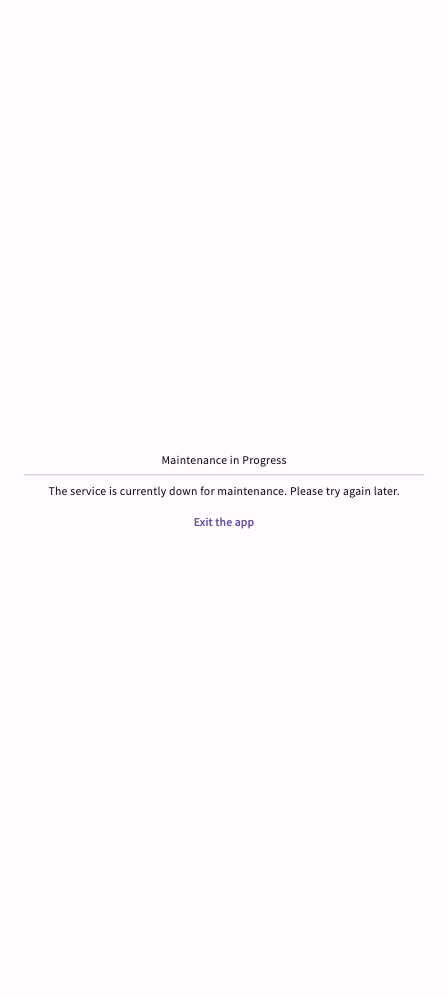 Maintenance in Progress
The service is currently down for maintenance. Please try again later.
Exit the app